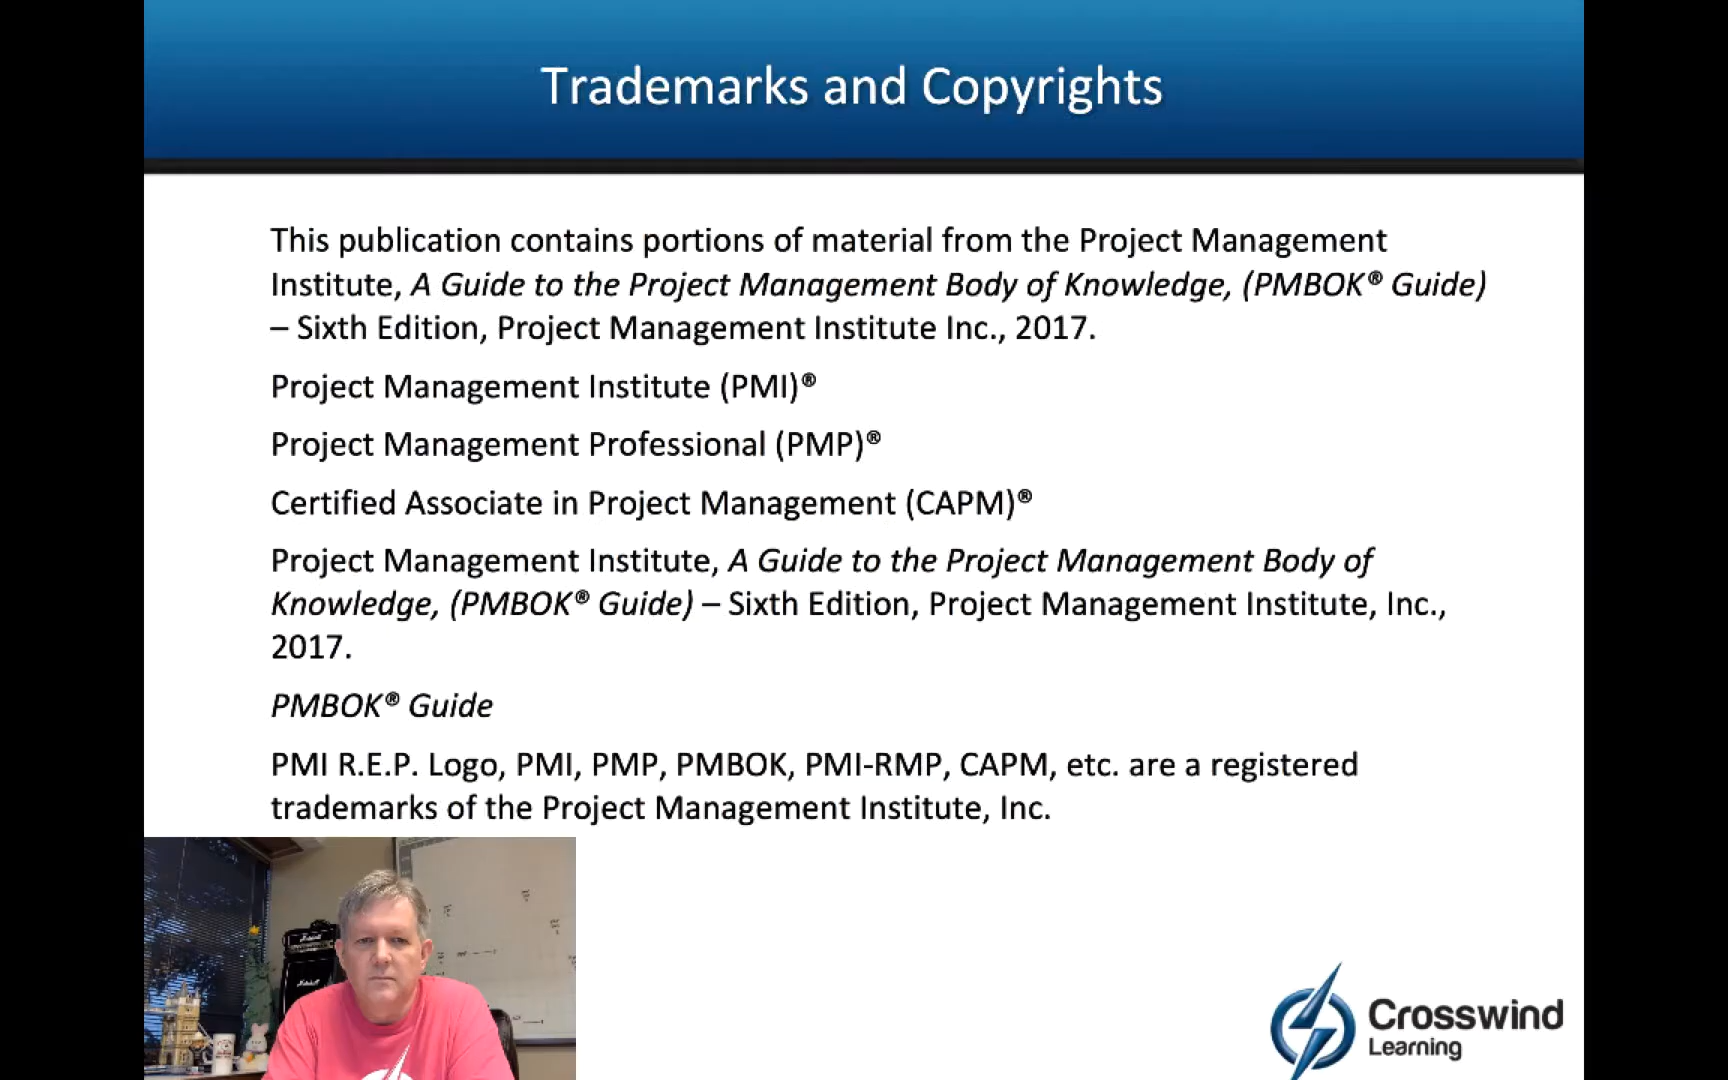 Trademarks and Copyrights
This publication contains portions of material from the Project Management
Institute, A Guide to the Project Management Body of Knowledge, (PMBOK® Guide)
– Sixth Edition, Project Management Institute Inc., 2017.
Project Management Institute (PMI)®
Project Management Professional (PMP)®
Certified Associate in Project Management (CAPM)®
Project Management Institute, A Guide to the Project Management Body of
Knowledge, (PMBOK® Guide) – Sixth Edition, Project Management Institute, Inc.,
2017.
PMBOK® Guide
PMI R.E.P. Logo, PMI, PMP, PMBOK, PMI-RMP, CAPM, etc. are a registered
trademarks of the Project Management Institute, Inc.
Marshall
Marshall
Crosswind
Learning